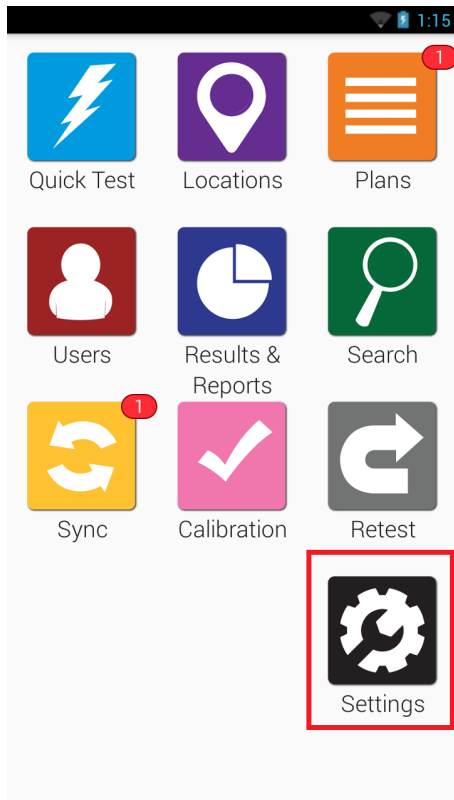 1:15
1
Quick Test
Locations
Plans
Users
Results &
Reports
Search
1
Sync
Calibration
Retest
Settings